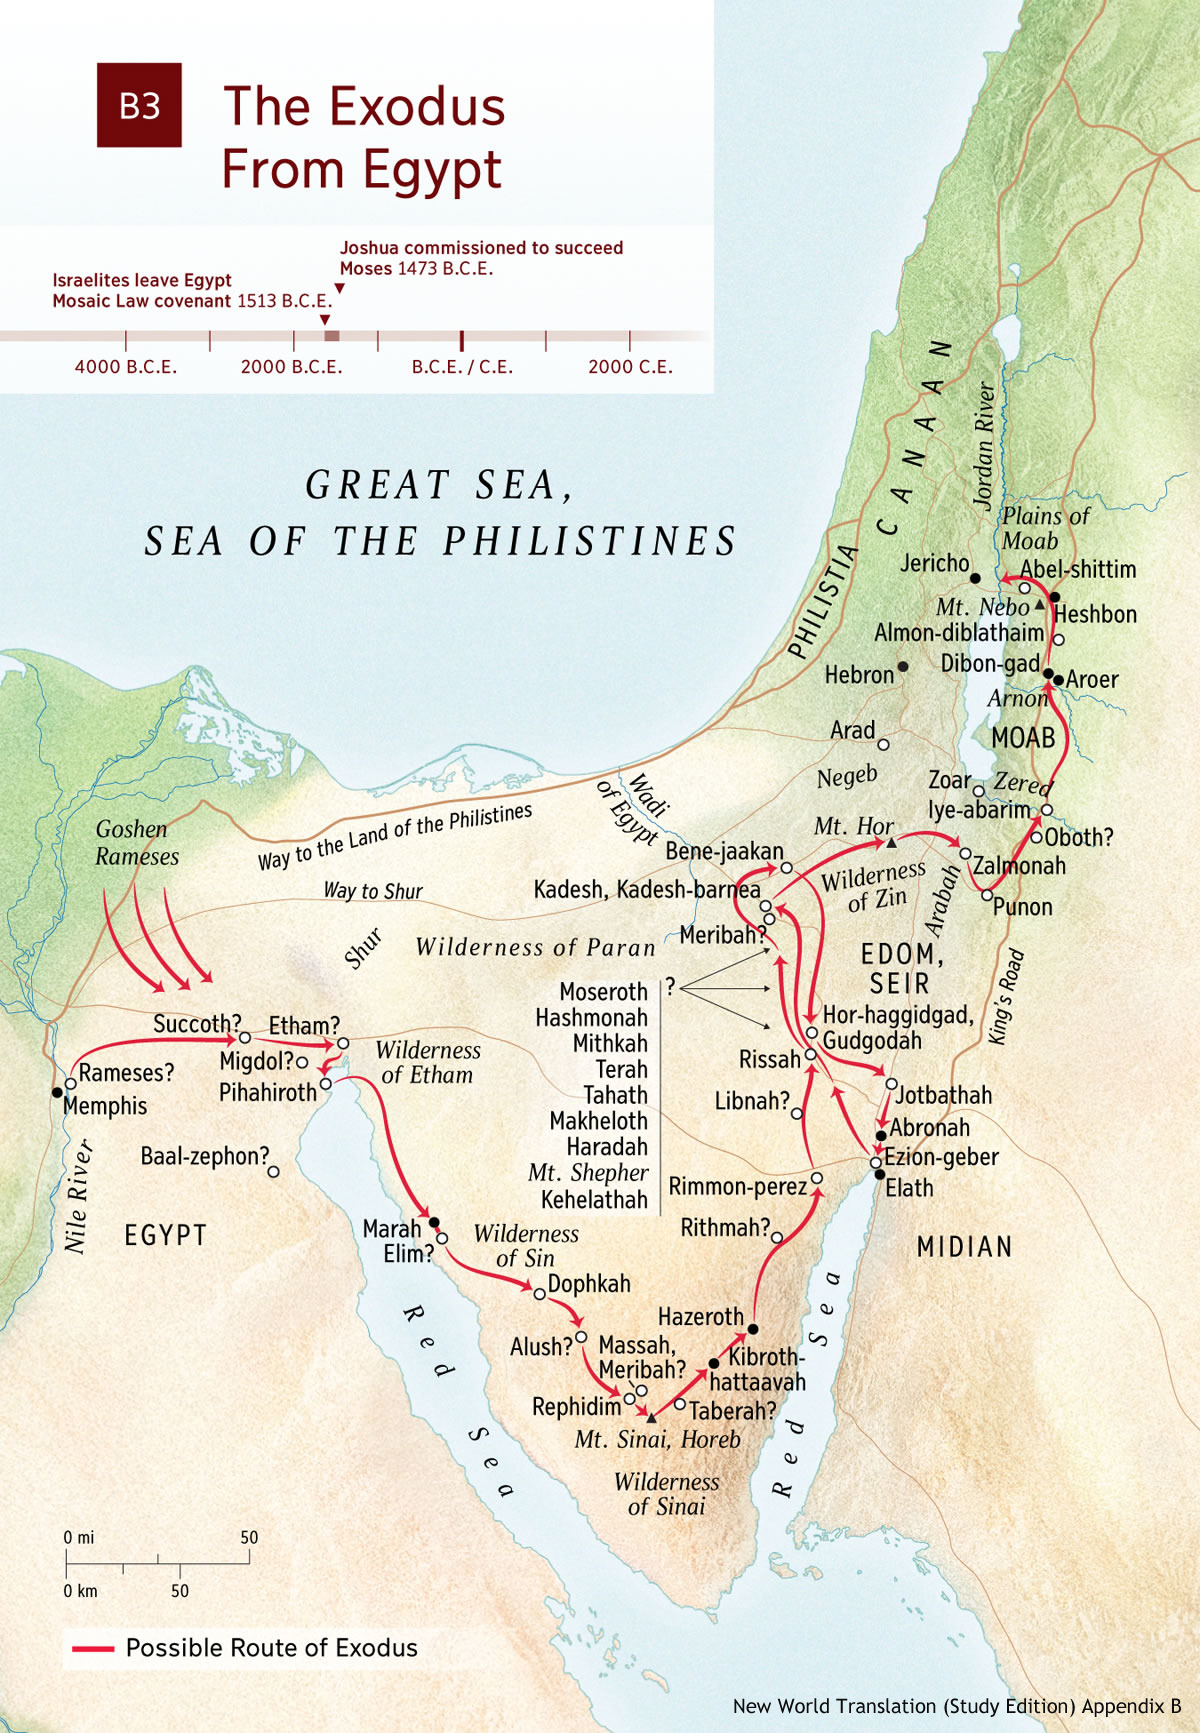 B3
The Exodus
From Egypt
Joshua commissioned to succeed
Moses 1473 B.C.E.
Israelites leave Egypt
Mosaic Law covenant 1513 B.C.E.
4000 B.C.E.
2000 B.C.E.
B.C.E. / C.E.
2000 C.E.
GREAT SEA,
SEA OF THE PHILISTINES
CANAAN
Jordan River
Plains of
Moab
PHILISTIA
Jericho
Abel-shittim
Mt. Nebo
Heshbon
Almon-diblathaim
Dibon-gad
Hebron
Aroer
Arnon
Arad
MOAB
Negeb
Zoar
Zered
Iye-abarim
Wadi
of Egypt
Goshen
Rameses
Way to the Land of the Philistines
Mt. Hor
Oboth?
Bene-jaakan
Zalmonah
Way to Shur
Kadesh, Kadesh-barnea
Wilderness
of Zin
Arabah
Punon
Shur
Wilderness of Paran
Meribah?
EDOM,
SEIR
King's Road
Moseroth
?
Hashmonah
Mithkah
Terah
Tahath
Makheloth
Haradah
Mt. Shepher
Kehelathah
Hor-haggidgad,
Gudgodah
Succoth?
Etham?
Wilderness
of Etham
Migdol?
Rissah
Rameses?
Pihahiroth
Memphis
Libnah?
Jotbathah
Abronah
Baal-zephon?
Ezion-geber
Nile River
Rimmon-perez
Elath
EGYPT
Marah
Elim?
Wilderness
of Sin
Rithmah?
MIDIAN
Dophkah
Red Sea
Hazeroth
Alush?
Massah,
Meribah?
Kibroth-
hattaavah
Rephidim
Taberah?
Mt. Sinai, Horeb
Red Sea
Wilderness
of Sinai
0 mi
50
0 km
50
Possible Route of Exodus
New World Translation (Study Edition) Appendix B